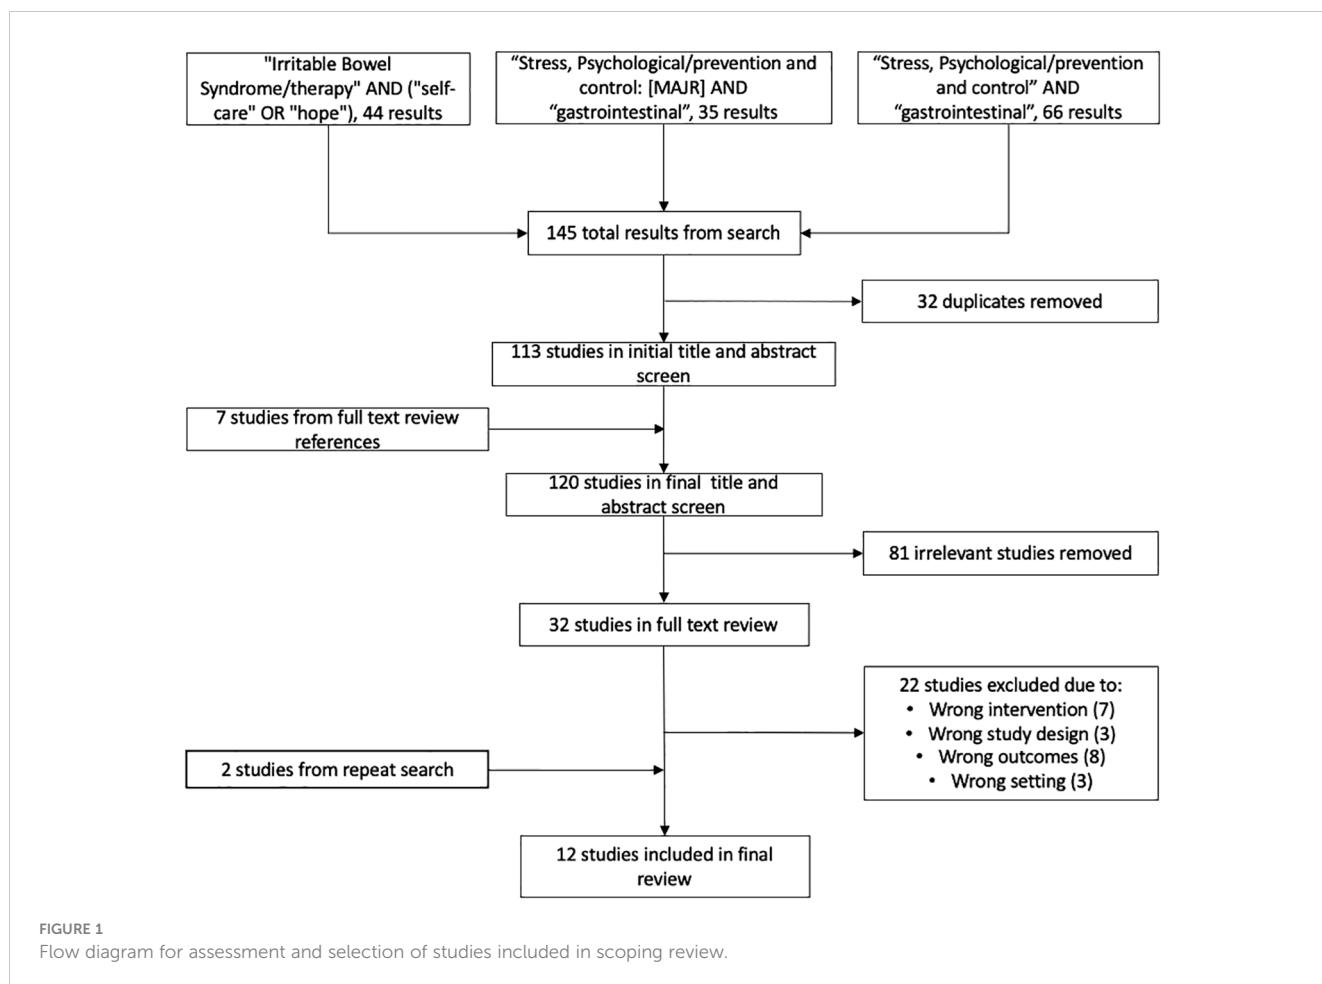 "Irritable Bowel
Syndrome/therapy" AND ("self-
care" OR "hope"), 44 results
“Stress, Psychological/prevention and
control: [MAJR] AND
“gastrointestinal”, 35 results
“Stress, Psychological/prevention
and control” AND
“gastrointestinal”, 66 results
145 total results from search
32 duplicates removed
113 studies in initial title and abstract
screen
7 studies from full text review
references
120 studies in final title and
abstract screen
81 irrelevant studies removed
32 studies in full text review
22 studies excluded due to:
• Wrong intervention (7)
• Wrong study design (3)
• Wrong outcomes (8)
• Wrong setting (3)
2 studies from repeat search
12 studies included in final
review
FIGURE 1
Flow diagram for assessment and selection of studies included in scoping review.